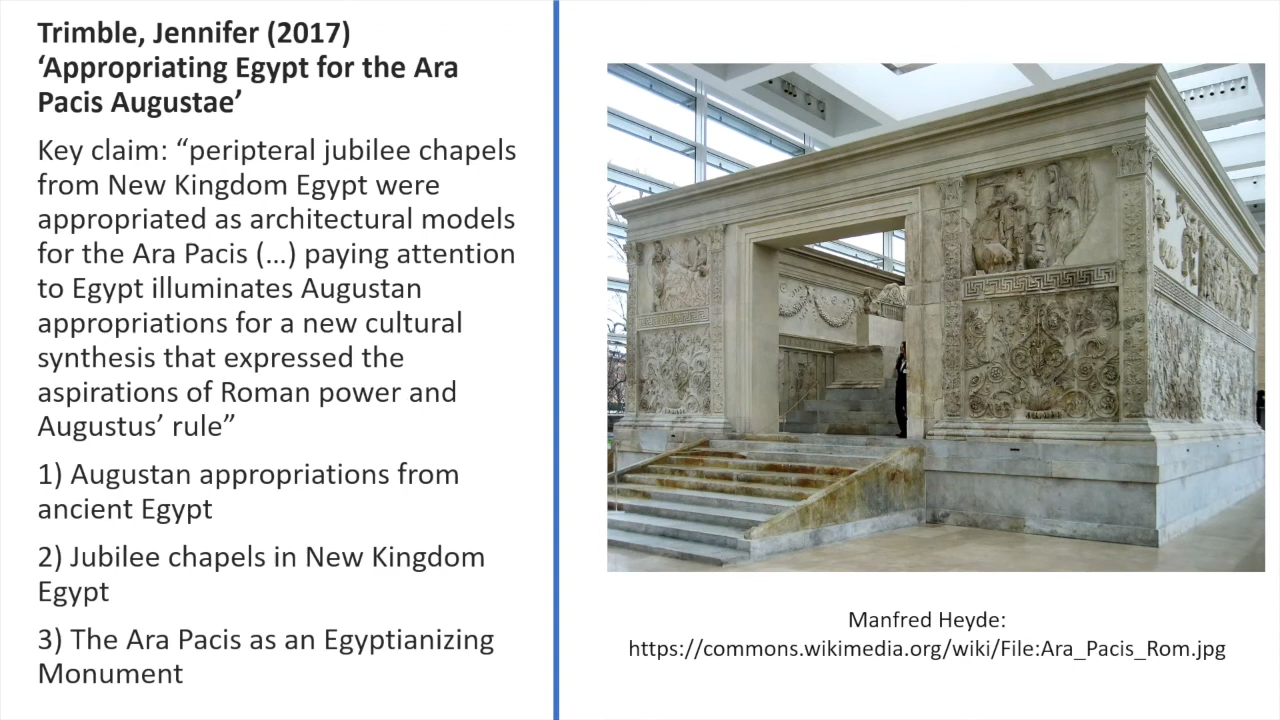 Trimble, Jennifer (2017)
‘Appropriating Egypt for the Ara
Pacis Augustae’
Key claim: “peripteral jubilee chapels
from New Kingdom Egypt were
appropriated as architectural models
for the Ara Pacis (…) paying attention
to Egypt illuminates Augustan
appropriations for a new cultural
synthesis that expressed the
aspirations of Roman power and
Augustus’ rule”
1) Augustan appropriations from
ancient Egypt
2) Jubilee chapels in New Kingdom
Egypt
3) The Ara Pacis as an Egyptianizing
Monument
Manfred Heyde:
https://commons.wikimedia.org/wiki/File:Ara_Pacis_Rom.jpg